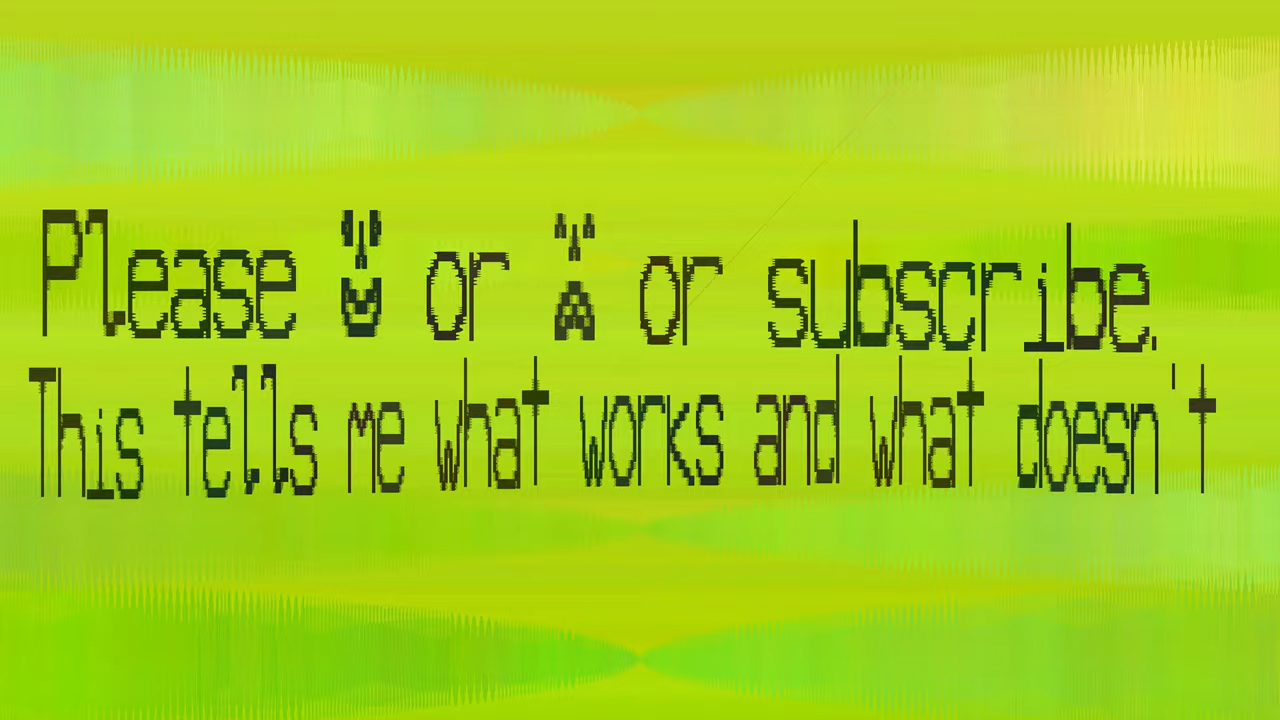 Please or or subscribe.
This tells me what works and what doesn't